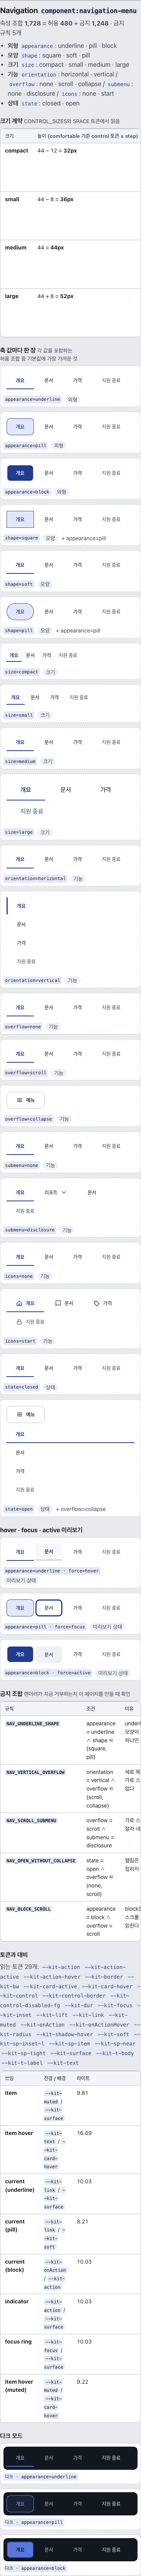 Navigation component:navigation-menu
속성 조합 1,728 = 허용 480 + 금지 1,248 · 금지
규칙 5개
• 외형 appearance : underline · pill · block
• 모양 shape : square · soft · pill
• 크기 size : compact · small · medium · large
• 기능 orientation : horizontal · vertical /
overflow : none · scroll · collapse / submenu :
none · disclosure / icons : none · start
• 상태 state : closed · open
크기 계약 CONTROL_SIZES와 SPACE 토큰에서 읽음
크기 높이 (comfortable 기준 control 토큰 ± step)
compact 44 − 12 = 32px
small 44 − 8 = 36px
medium 44 = 44px
large 44 + 8 = 52px
축 값마다 한 장 각 값을 포함하는
허용 조합 중 기본값에 가장 가까운 것
개요 문서 가격 지원 종료
appearance=underline 외형
개요 문서 가격 지원 종료
appearance=pill 외형
개요 문서 가격 지원 종료
appearance=block 외형
개요 문서 가격 지원 종료
shape=square 모양 + appearance=pill
개요 문서 가격 지원 종료
shape=soft 모양
개요 문서 가격 지원 종료
shape=pill 모양 + appearance=pill
개요 문서 가격 지원 종료
size=compact 크기
개요 문서 가격 지원 종료
size=small 크기
개요 문서 가격 지원 종료
size=medium 크기
개요 문서 가격
지원 종료
size=large 크기
개요 문서 가격 지원 종료
orientation=horizontal 기능
개요
문서
가격
지원 종료
orientation=vertical 기능
개요 문서 가격 지원 종료
overflow=none 기능
개요 문서 가격 지원 종료
overflow=scroll 기능
메뉴
overflow=collapse 기능
개요 문서 가격 지원 종료
submenu=none 기능
개요 리포트 문서
지원 종료
submenu=disclosure 기능
개요 문서 가격 지원 종료
icons=none 기능
개요 문서 가격
지원 종료
icons=start 기능
개요 문서 가격 지원 종료
state=closed 상태
메뉴
개요
문서
가격
지원 종료
state=open 상태 + overflow=collapse
hover · focus · active 미리보기
개요 문서 가격 지원 종료
appearance=underline · force=hover
미리보기 상태
개요 문서 가격 지원 종료
appearance=pill · force=focus 미리보기 상태
개요 문서 가격 지원 종료
appearance=block · force=active 미리보기 상태
금지 조합 렌더러가 지금 거부하는지 이 페이지를 만들 때 확인
규칙 조건 이유
NAV_UNDERLINE_SHAPE appearance
= underline
∧ shape ∈
(square,
pill)
NAV_VERTICAL_OVERFLOW orientation
= vertical ∧
overflow ∈
(scroll,
collapse)
NAV_SCROLL_SUBMENU overflow =
scroll ∧
submenu =
disclosure
NAV_OPEN_WITHOUT_COLLAPSE state =
open ∧
overflow ∈
(none,
scroll)
NAV_BLOCK_SCROLL appearance
= block ∧
overflow =
scroll
토큰과 대비
읽는 토큰 29개: --kit-action --kit-action-
active --kit-action-hover --kit-border --
kit-bw --kit-card-active --kit-card-hover -
-kit-control --kit-control-border --kit-
control-disabled-fg --kit-dur --kit-focus -
-kit-inset --kit-lift --kit-link --kit-
muted --kit-onAction --kit-onActionHover --
kit-radius --kit-shadow-hover --kit-soft --
kit-sp-inset-l --kit-sp-item --kit-sp-near
--kit-sp-tight --kit-surface --kit-t-body
--kit-t-label --kit-text
타입 전경 / 배경 라이트
item --kit-muted / --kit-surface 9.81
item hover --kit-text / --kit-card-hover 16.09
current (underline) --kit-link / --kit-surface 10.03
current (pill) --kit-link / --kit-soft 8.21
current (block) --kit-onAction / --kit-action 10.03
indicator --kit-action / --kit-surface 10.03
focus ring --kit-focus / --kit-surface 10.03
item hover (muted) --kit-muted / --kit-card-hover 9.22
다크 모드
개요 문서 가격 지원 종료
다크 · appearance=underline
개요 문서 가격 지원 종료
다크 · appearance=pill
개요 문서 가격 지원 종료
다크 · appearance=block